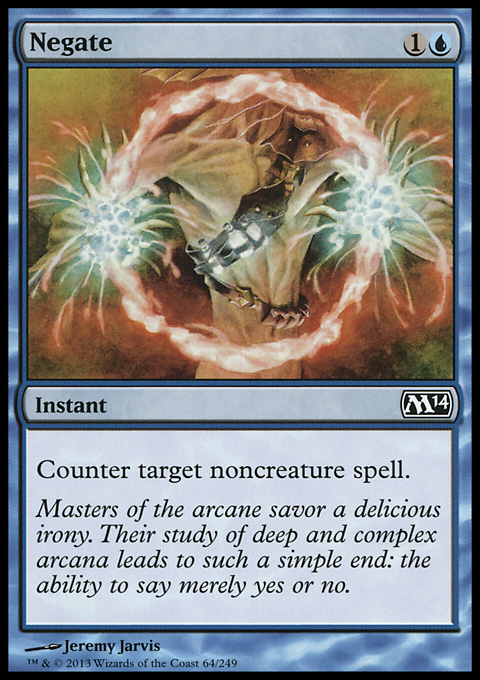 Negate 1
Instant M14
Counter target noncreature spell.
Masters of the arcane savor a delicious
irony. Their study of deep and complex
arcana leads to such a simple end: the
ability to say merely yes or no.
Jeremy Jarvis
™ & © 2013 Wizards of the Coast 64/249